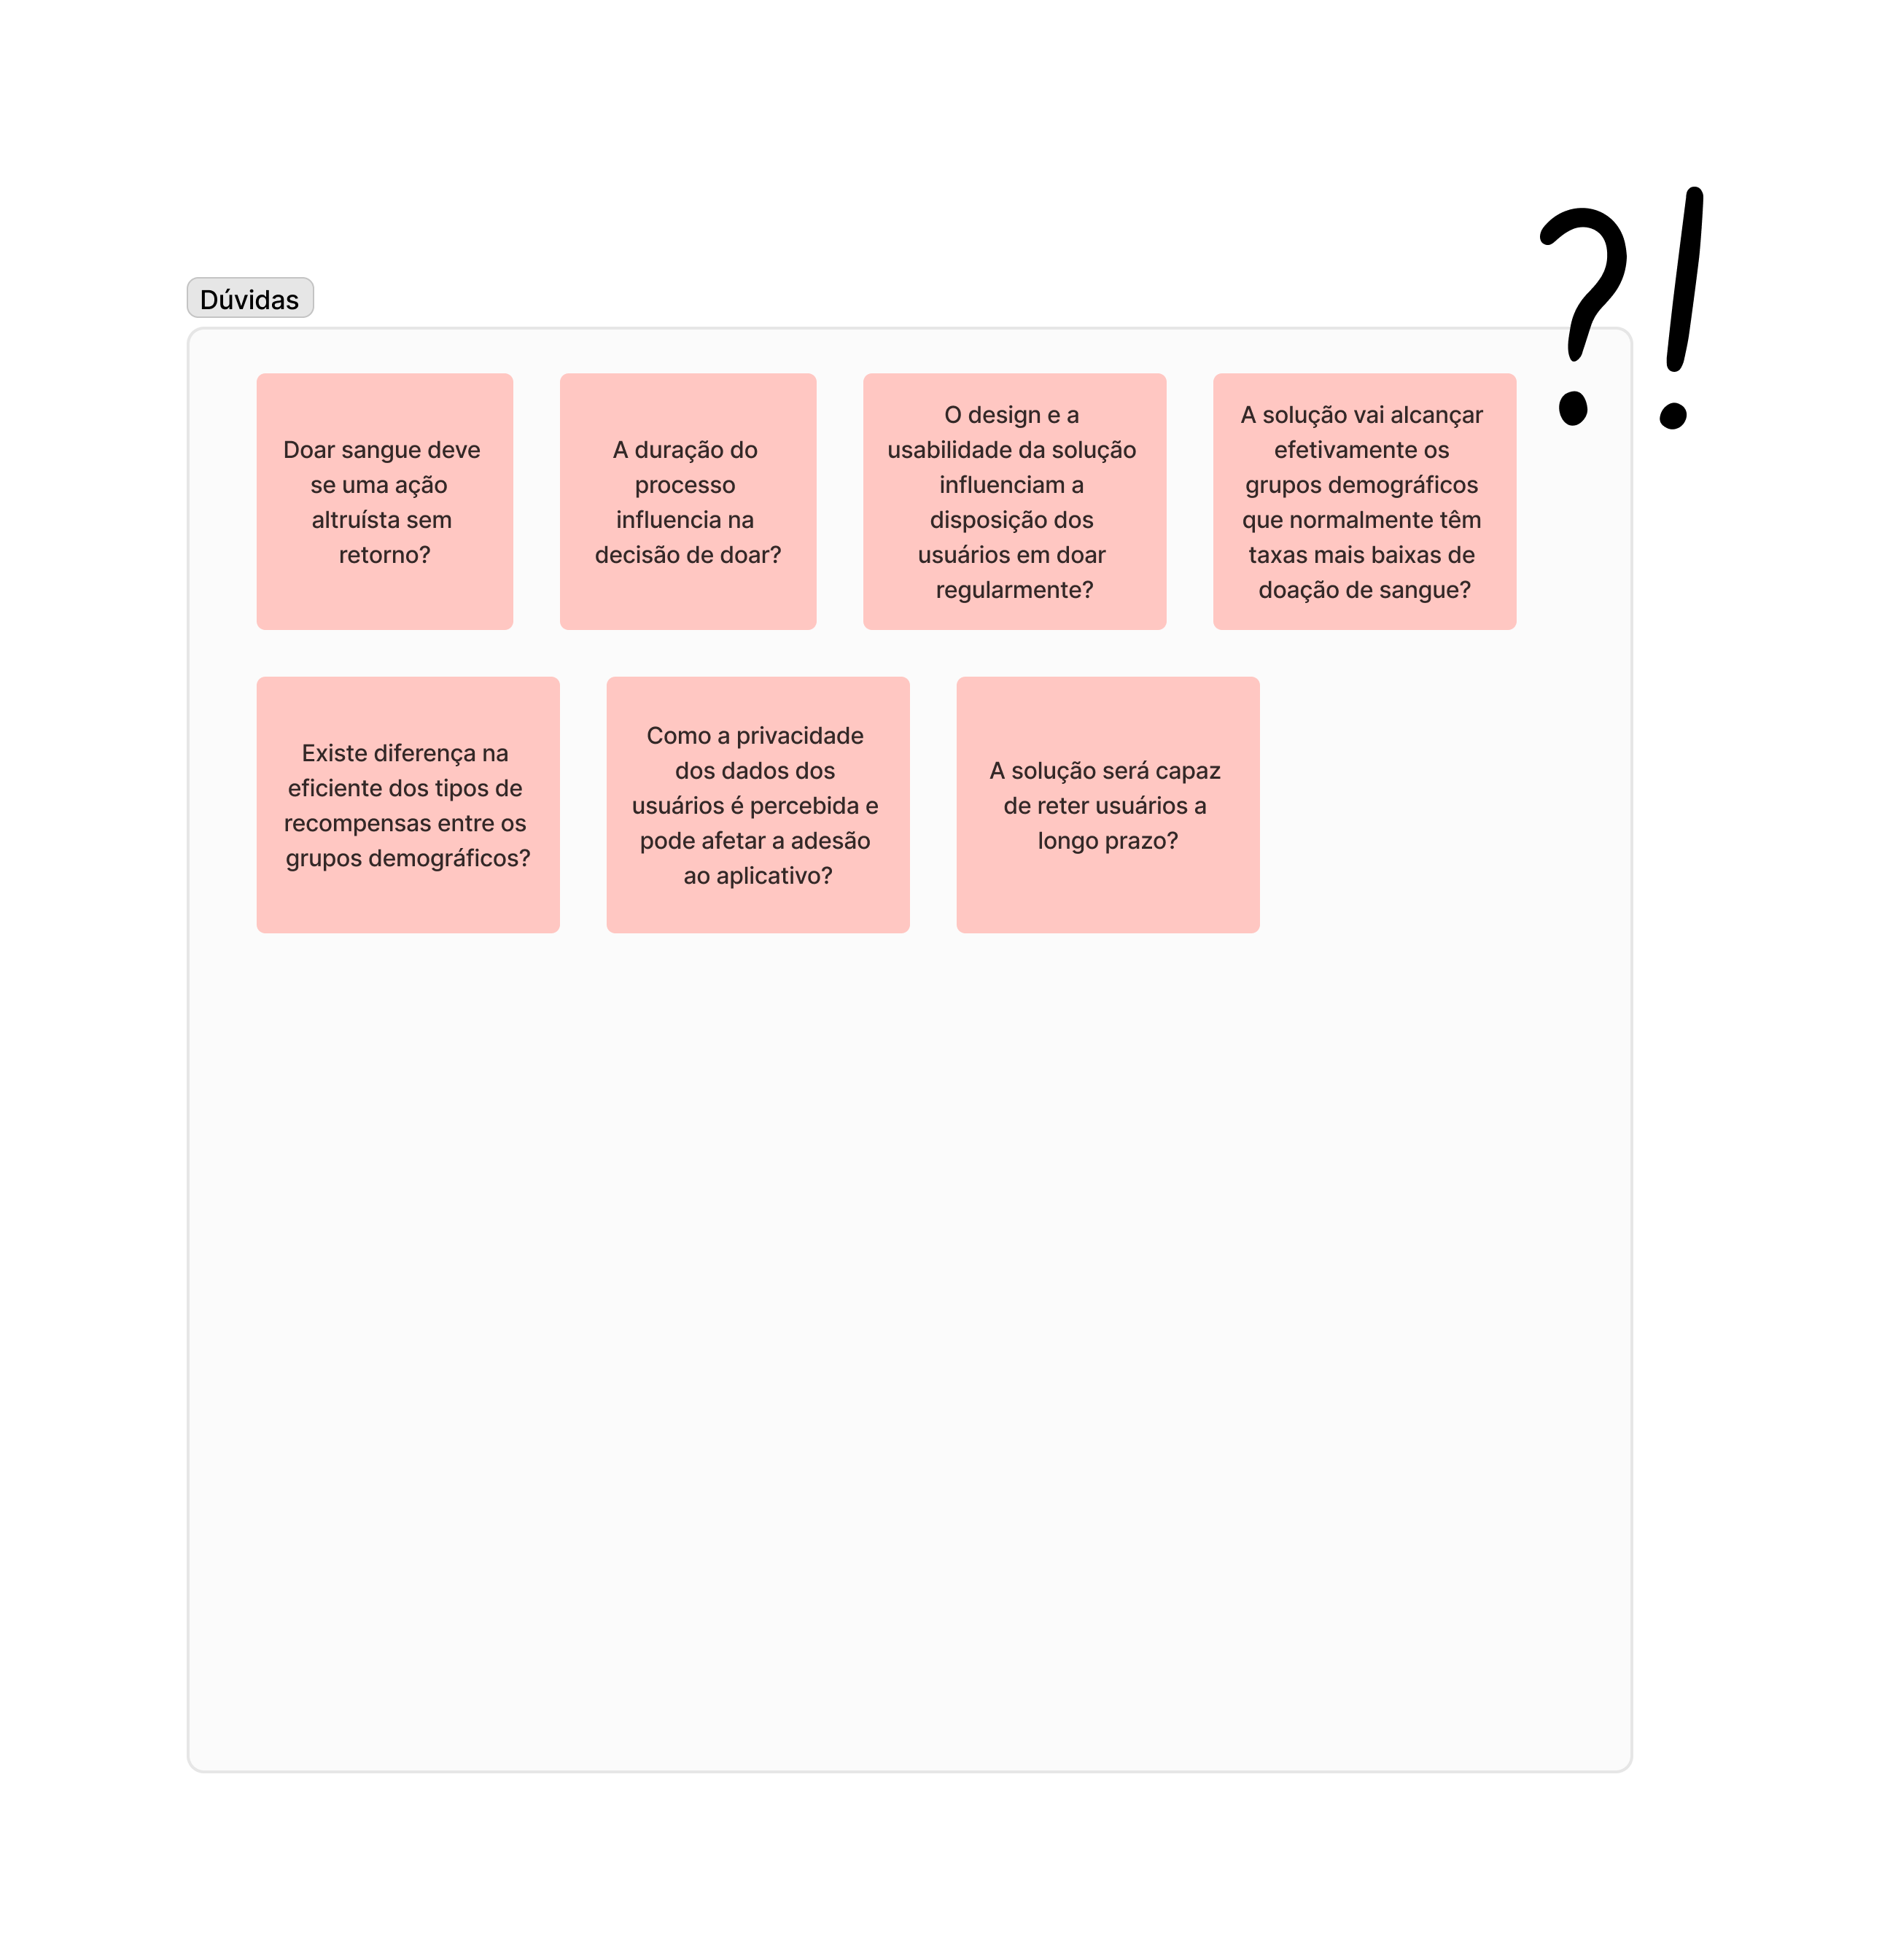 ?!
Dúvidas
Doar sangue deve
se uma ação
altruísta sem
retorno?
A duração do
processo
influencia na
decisão de doar?
O design e a
usabilidade da solução
influenciam a
disposição dos
usuários em doar
regularmente?
A solução vai alcançar
efetivamente os
grupos demográficos
que normalmente têm
taxas mais baixas de
doação de sangue?
Existe diferença na
eficiente dos tipos de
recompensas entre os
grupos demográficos?
Como a privacidade
dos dados dos
usuários é percebida e
pode afetar a adesão
ao aplicativo?
A solução será capaz
de reter usuários a
longo prazo?